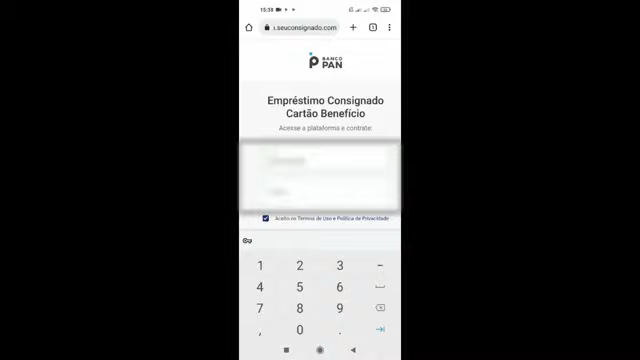 15:38
i.seuconsignado.com
BANCO
PAN
Empréstimo Consignado
Cartão Benefício
Acesse a plataforma e contrate:
Aceito os Termos de Uso e Política de Privacidade
1 2 3 –
4 5 6
7 8 9
, 0 .